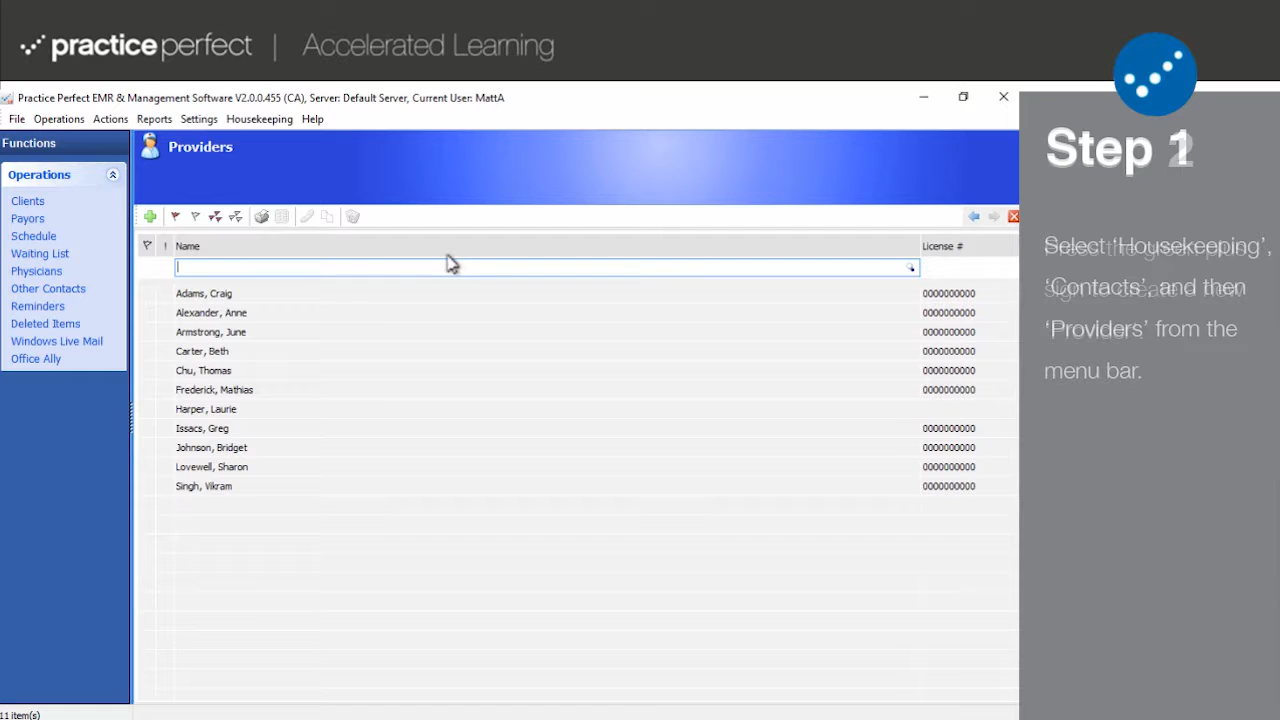 practiceperfect | Accelerated Learning
Practice Perfect EMR & Management Software V2.0.0.455 (CA), Server: Default Server, Current User: MattA
File Operations Actions Reports Settings Housekeeping Help
Functions
Operations
Clients
Payors
Schedule
Waiting List
Physicians
Other Contacts
Reminders
Deleted Items
Windows Live Mail
Office Ally
Providers
! Name License #
Adams, Craig 0000000000
Alexander, Anne 0000000000
Armstrong, June 0000000000
Carter, Beth 0000000000
Chu, Thomas 0000000000
Frederick, Mathias 0000000000
Harper, Laurie
Issacs, Greg 0000000000
Johnson, Bridget 0000000000
Lovewell, Sharon 0000000000
Singh, Vikram 0000000000
11 item(s)
Step 1
Select ‘Housekeeping’,
‘Contacts’, and then
‘Providers’ from the
menu bar.